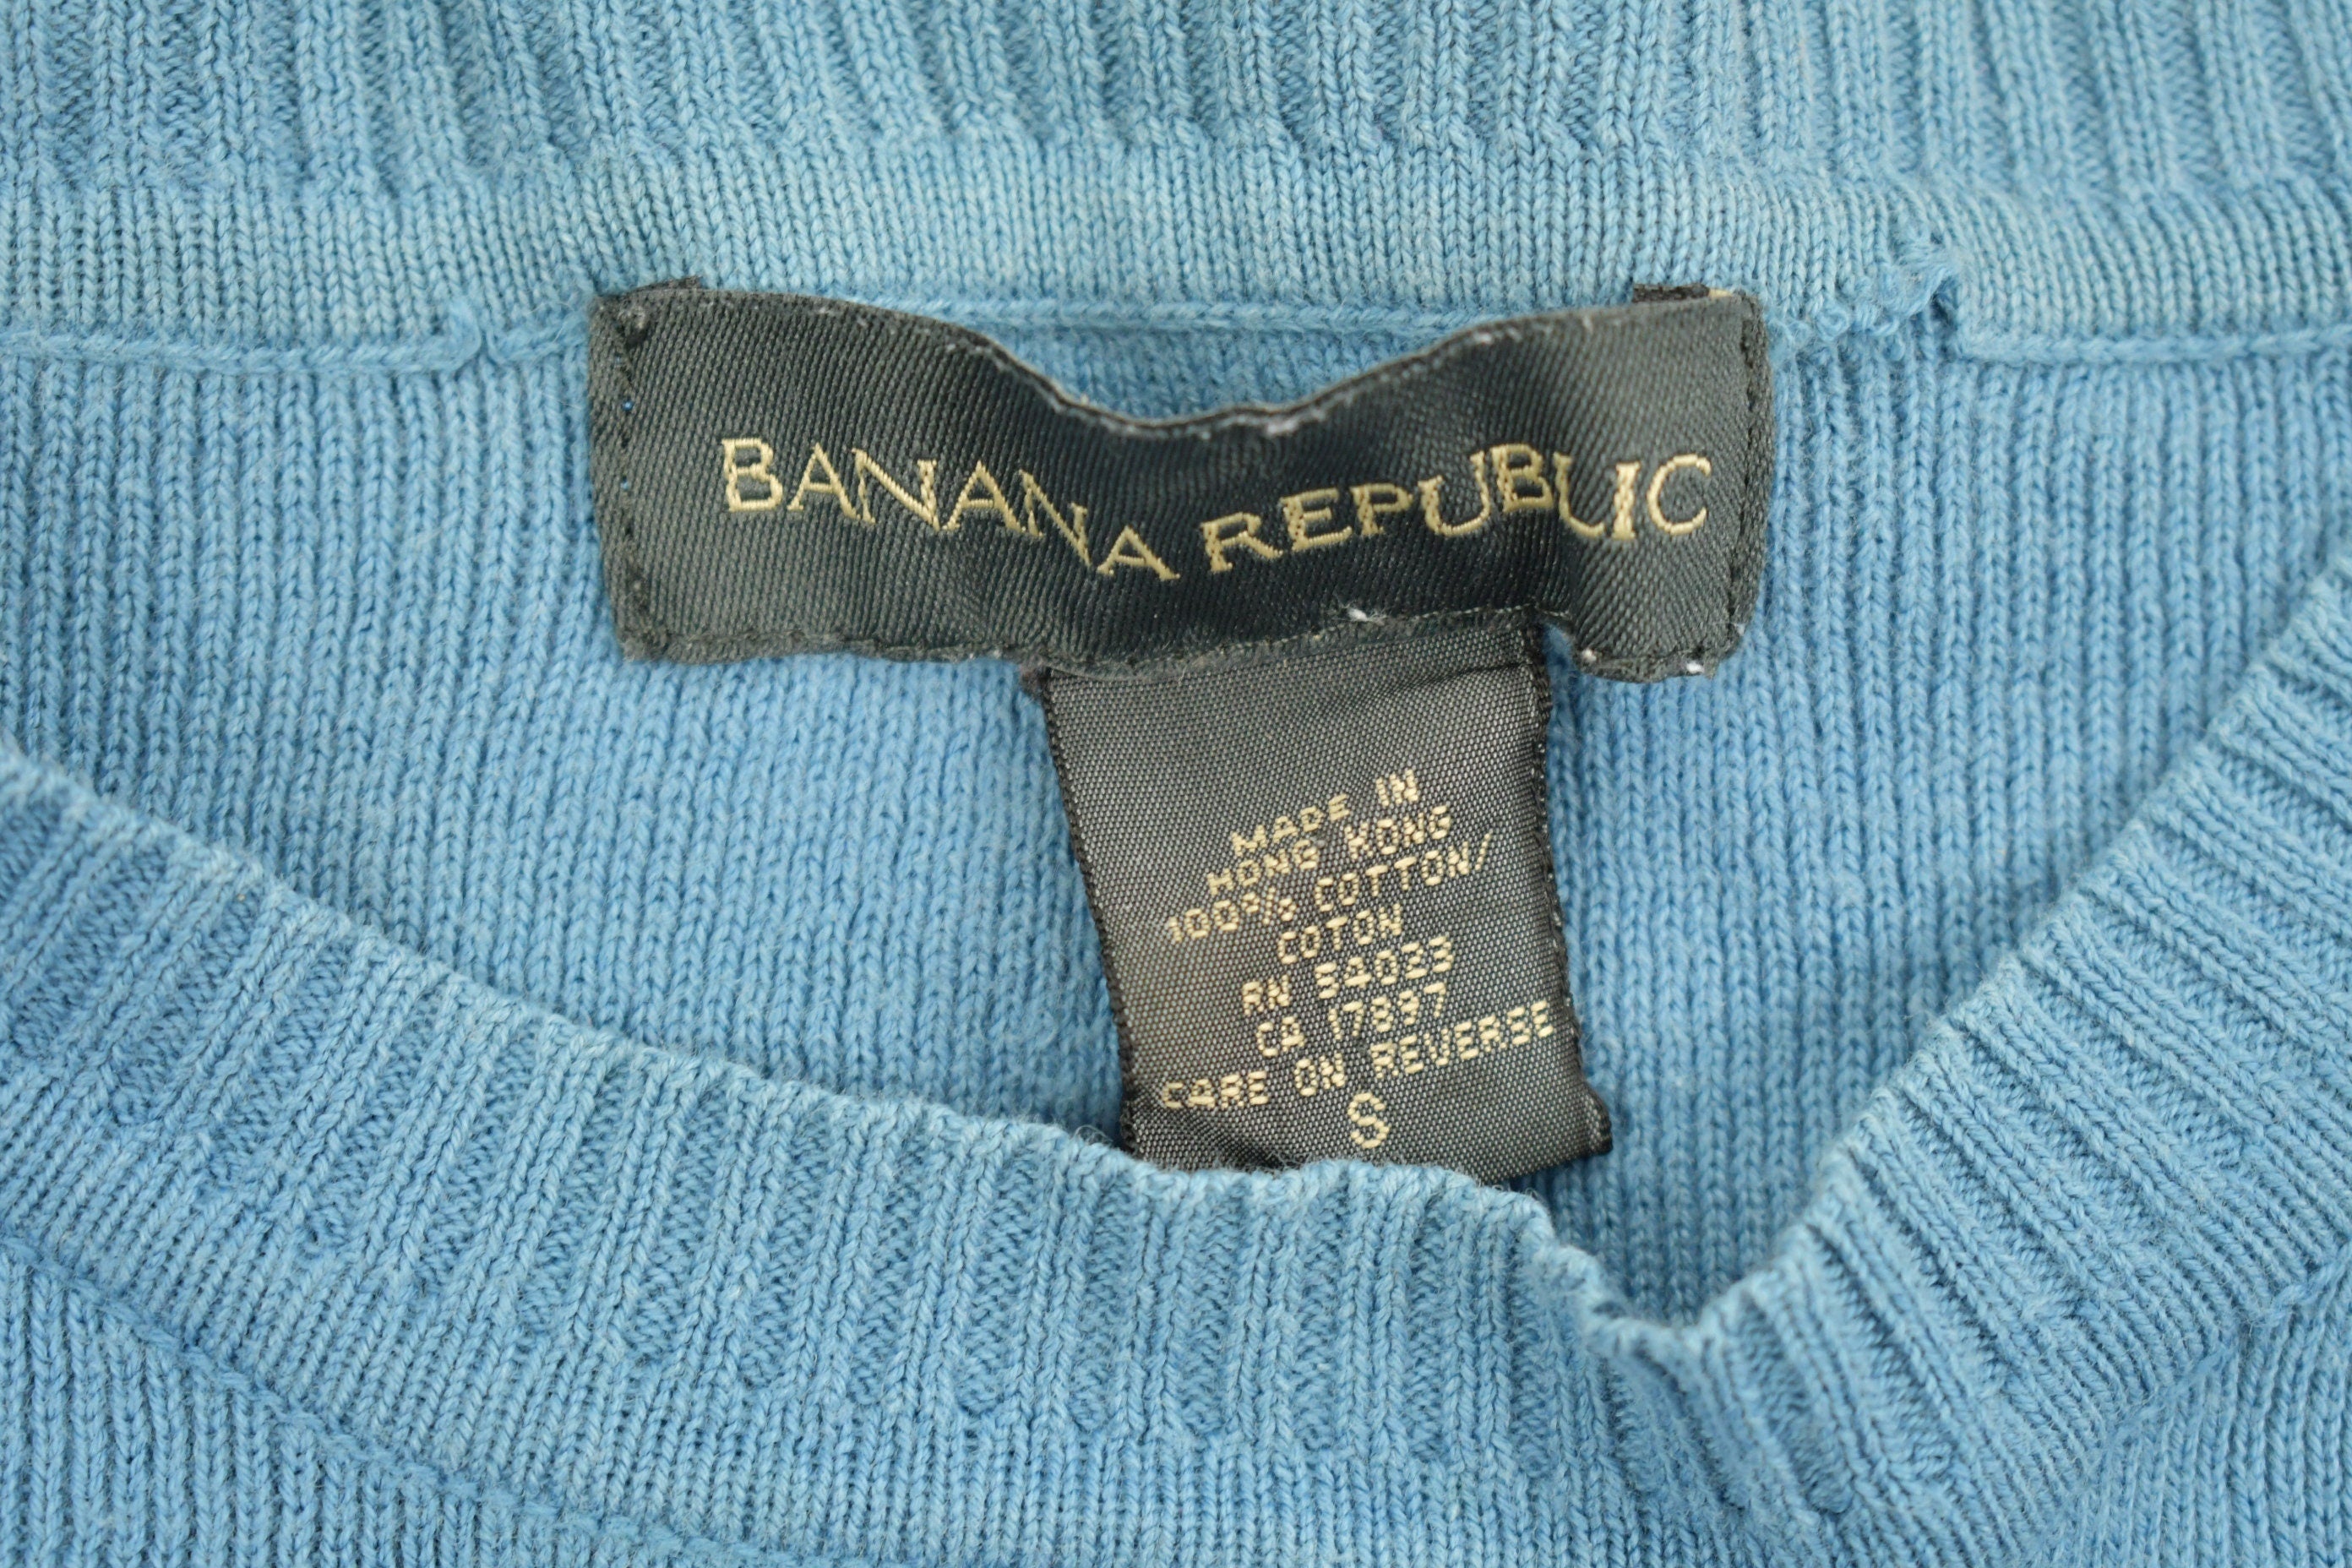 BANANA REPUBLIC
MADE IN
HONG KONG
100% COTTON/
COTON
RN 54023
CA 17897
CARE ON REVERSE
S